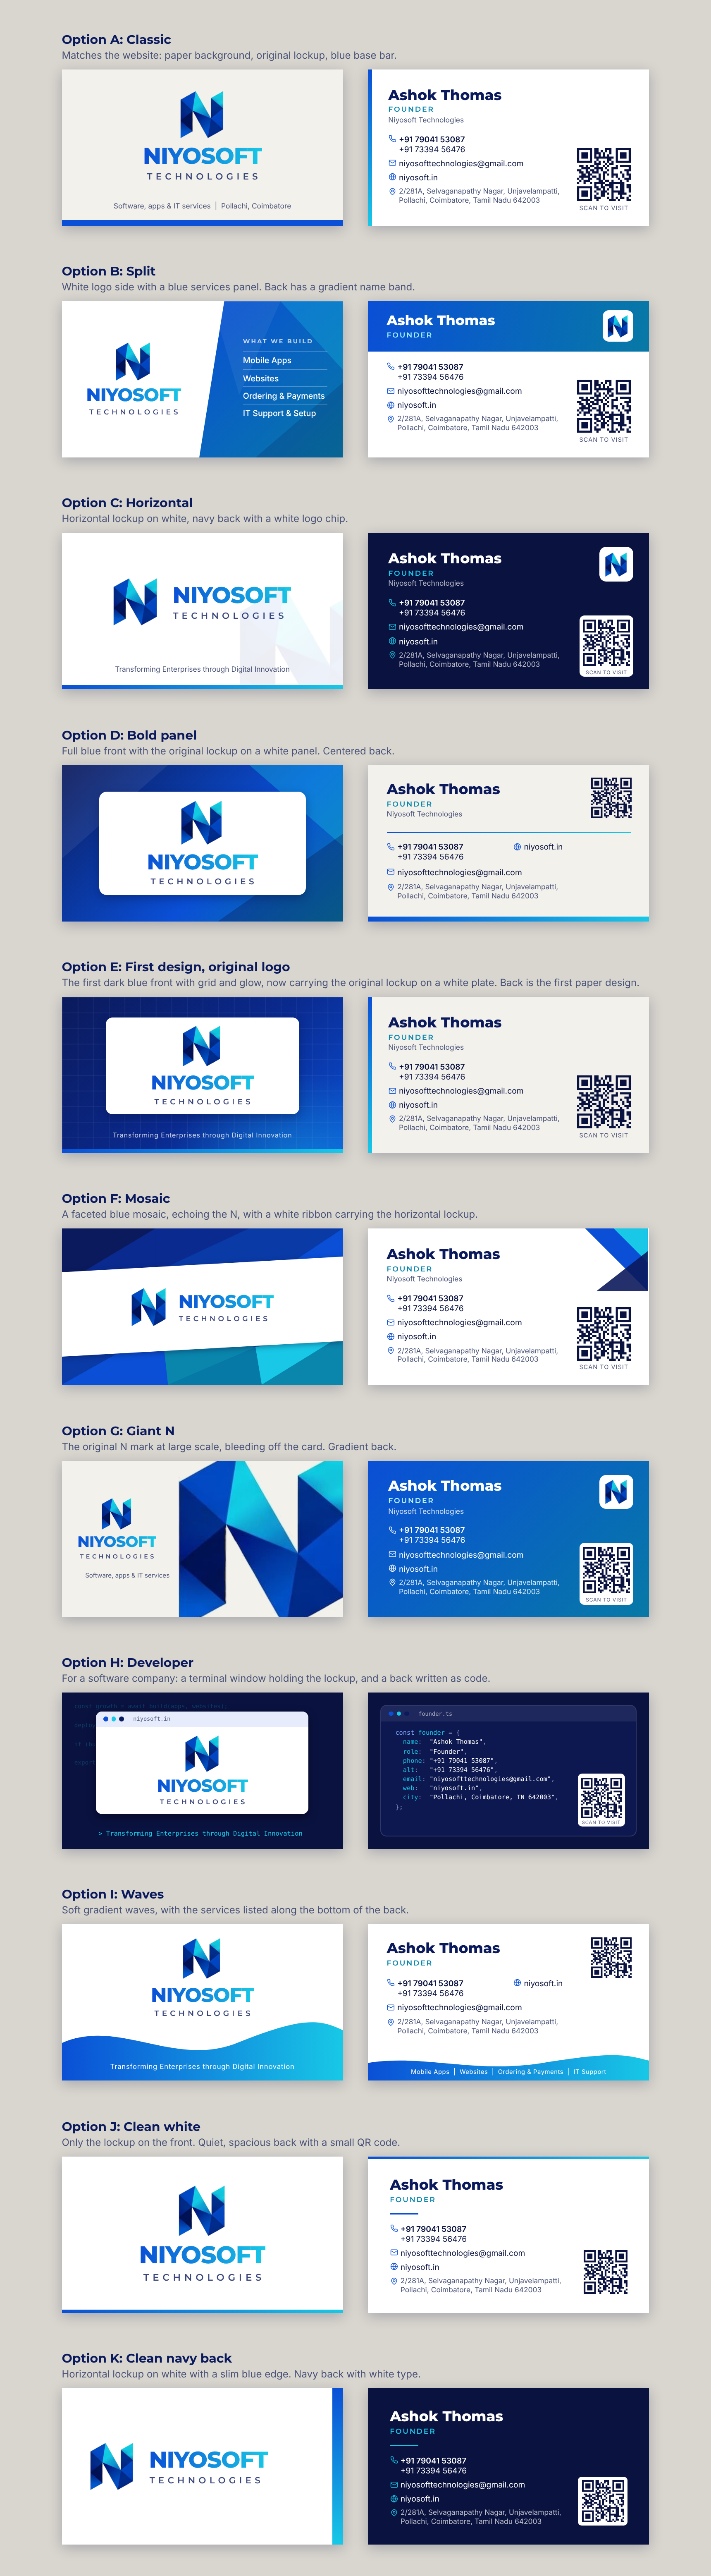 Option A: Classic
Matches the website: paper background, original lockup, blue base bar.
NIYOSOFT
TECHNOLOGIES
Software, apps & IT services | Pollachi, Coimbatore
Ashok Thomas
FOUNDER
Niyosoft Technologies
+91 79041 53087
+91 73394 56476
niyosofttechnologies@gmail.com
niyosoft.in
2/281A, Selvaganapathy Nagar, Unjavelampatti,
Pollachi, Coimbatore, Tamil Nadu 642003
SCAN TO VISIT
Option B: Split
White logo side with a blue services panel. Back has a gradient name band.
NIYOSOFT
TECHNOLOGIES
WHAT WE BUILD
Mobile Apps
Websites
Ordering & Payments
IT Support & Setup
Ashok Thomas
FOUNDER
+91 79041 53087
+91 73394 56476
niyosofttechnologies@gmail.com
niyosoft.in
2/281A, Selvaganapathy Nagar, Unjavelampatti,
Pollachi, Coimbatore, Tamil Nadu 642003
SCAN TO VISIT
Option C: Horizontal
Horizontal lockup on white, navy back with a white logo chip.
NIYOSOFT
TECHNOLOGIES
Transforming Enterprises through Digital Innovation
Ashok Thomas
FOUNDER
Niyosoft Technologies
+91 79041 53087
+91 73394 56476
niyosofttechnologies@gmail.com
niyosoft.in
2/281A, Selvaganapathy Nagar, Unjavelampatti,
Pollachi, Coimbatore, Tamil Nadu 642003
SCAN TO VISIT
Option D: Bold panel
Full blue front with the original lockup on a white panel. Centered back.
NIYOSOFT
TECHNOLOGIES
Ashok Thomas
FOUNDER
Niyosoft Technologies
+91 79041 53087
+91 73394 56476
niyosoft.in
niyosofttechnologies@gmail.com
2/281A, Selvaganapathy Nagar, Unjavelampatti,
Pollachi, Coimbatore, Tamil Nadu 642003
Option E: First design, original logo
The first dark blue front with grid and glow, now carrying the original lockup on a white plate. Back is the first paper design.
NIYOSOFT
TECHNOLOGIES
Transforming Enterprises through Digital Innovation
Ashok Thomas
FOUNDER
Niyosoft Technologies
+91 79041 53087
+91 73394 56476
niyosofttechnologies@gmail.com
niyosoft.in
2/281A, Selvaganapathy Nagar, Unjavelampatti,
Pollachi, Coimbatore, Tamil Nadu 642003
SCAN TO VISIT
Option F: Mosaic
A faceted blue mosaic, echoing the N, with a white ribbon carrying the horizontal lockup.
NIYOSOFT
TECHNOLOGIES
Ashok Thomas
FOUNDER
Niyosoft Technologies
+91 79041 53087
+91 73394 56476
niyosofttechnologies@gmail.com
niyosoft.in
2/281A, Selvaganapathy Nagar, Unjavelampatti,
Pollachi, Coimbatore, Tamil Nadu 642003
SCAN TO VISIT
Option G: Giant N
The original N mark at large scale, bleeding off the card. Gradient back.
NIYOSOFT
TECHNOLOGIES
Software, apps & IT services
Ashok Thomas
FOUNDER
Niyosoft Technologies
+91 79041 53087
+91 73394 56476
niyosofttechnologies@gmail.com
niyosoft.in
2/281A, Selvaganapathy Nagar, Unjavelampatti,
Pollachi, Coimbatore, Tamil Nadu 642003
SCAN TO VISIT
Option H: Developer
For a software company: a terminal window holding the lockup, and a back written as code.
niyosoft.in
NIYOSOFT
TECHNOLOGIES
> Transforming Enterprises through Digital Innovation_
founder.ts
const founder = {
name: "Ashok Thomas",
role: "Founder",
phone: "+91 79041 53087",
alt: "+91 73394 56476",
email: "niyosofttechnologies@gmail.com",
web: "niyosoft.in",
city: "Pollachi, Coimbatore, TN 642003",
};
SCAN TO VISIT
Option I: Waves
Soft gradient waves, with the services listed along the bottom of the back.
NIYOSOFT
TECHNOLOGIES
Transforming Enterprises through Digital Innovation
Ashok Thomas
FOUNDER
+91 79041 53087
+91 73394 56476
niyosoft.in
niyosofttechnologies@gmail.com
2/281A, Selvaganapathy Nagar, Unjavelampatti,
Pollachi, Coimbatore, Tamil Nadu 642003
Mobile Apps | Websites | Ordering & Payments | IT Support
Option J: Clean white
Only the lockup on the front. Quiet, spacious back with a small QR code.
NIYOSOFT
TECHNOLOGIES
Ashok Thomas
FOUNDER
+91 79041 53087
+91 73394 56476
niyosofttechnologies@gmail.com
niyosoft.in
2/281A, Selvaganapathy Nagar, Unjavelampatti,
Pollachi, Coimbatore, Tamil Nadu 642003
Option K: Clean navy back
Horizontal lockup on white with a slim blue edge. Navy back with white type.
NIYOSOFT
TECHNOLOGIES
Ashok Thomas
FOUNDER
+91 79041 53087
+91 73394 56476
niyosofttechnologies@gmail.com
niyosoft.in
2/281A, Selvaganapathy Nagar, Unjavelampatti,
Pollachi, Coimbatore, Tamil Nadu 642003